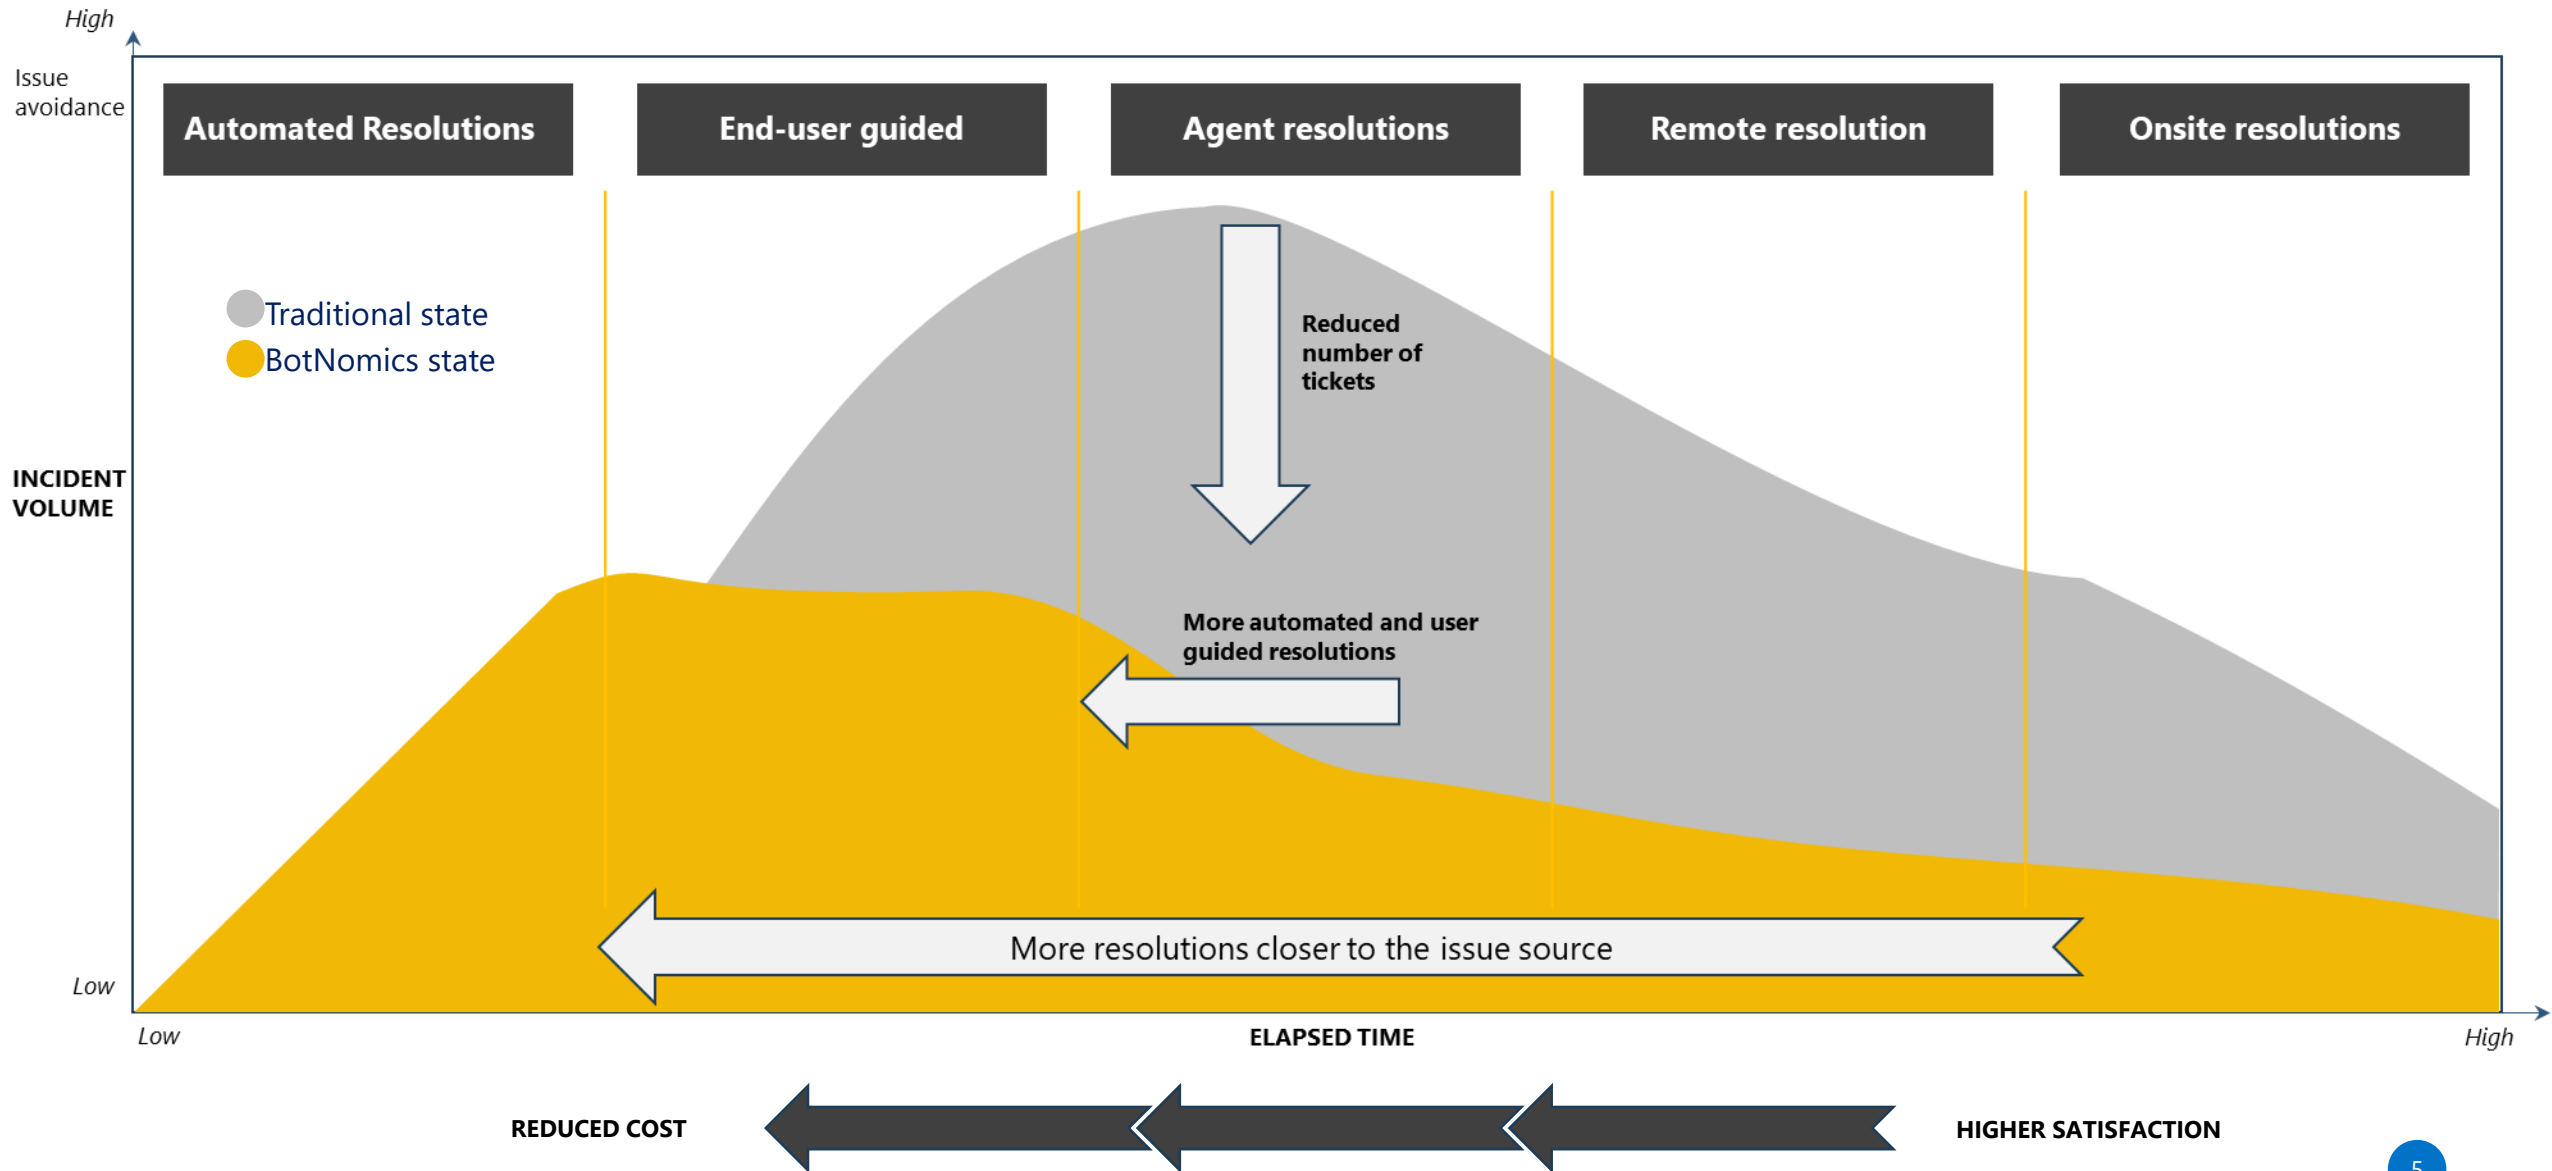 High
Issue
avoidance
Automated Resolutions
End-user guided
Agent resolutions
Remote resolution
Onsite resolutions
Traditional state
BotNomics state
Reduced
number of
tickets
INCIDENT
VOLUME
More automated and user
guided resolutions
More resolutions closer to the issue source
Low
Low
ELAPSED TIME
High
REDUCED COST
HIGHER SATISFACTION
5